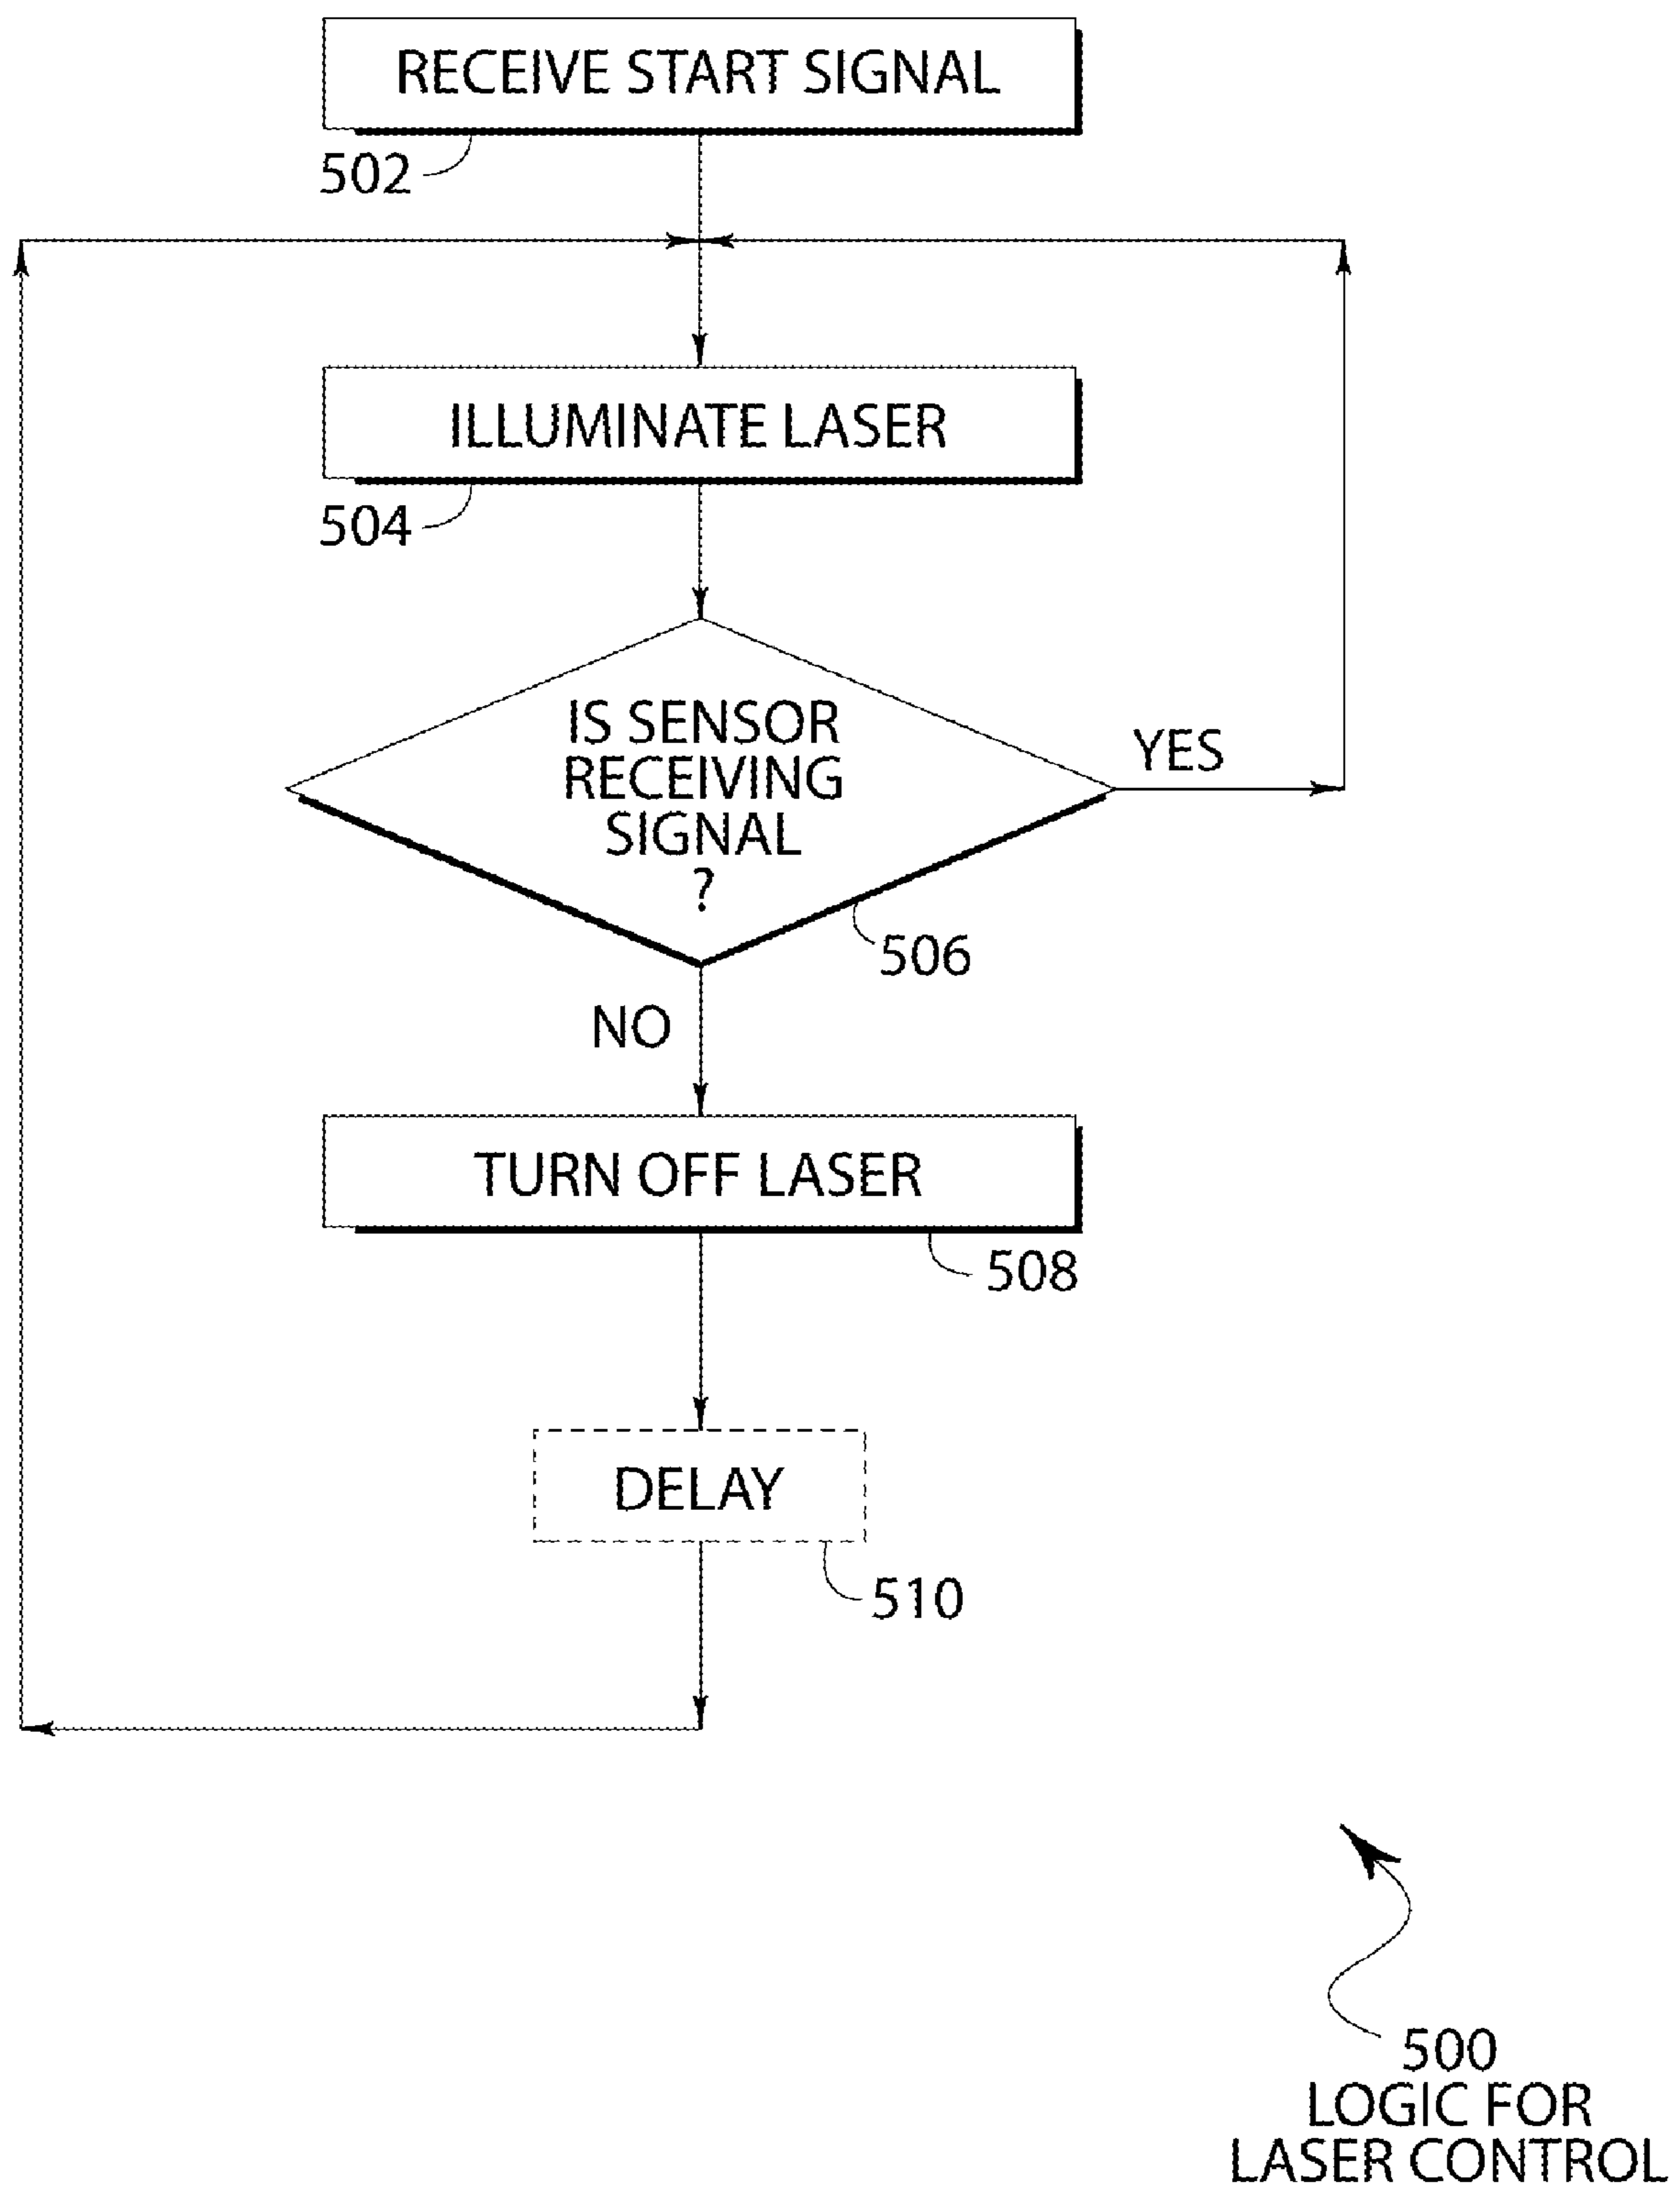 RECEIVE START SIGNAL
502
ILLUMINATE LASER
504
IS SENSOR
RECEIVING
SIGNAL
?
YES
506
NO
TURN OFF LASER
508
DELAY
510
500
LOGIC FOR
LASER CONTROL